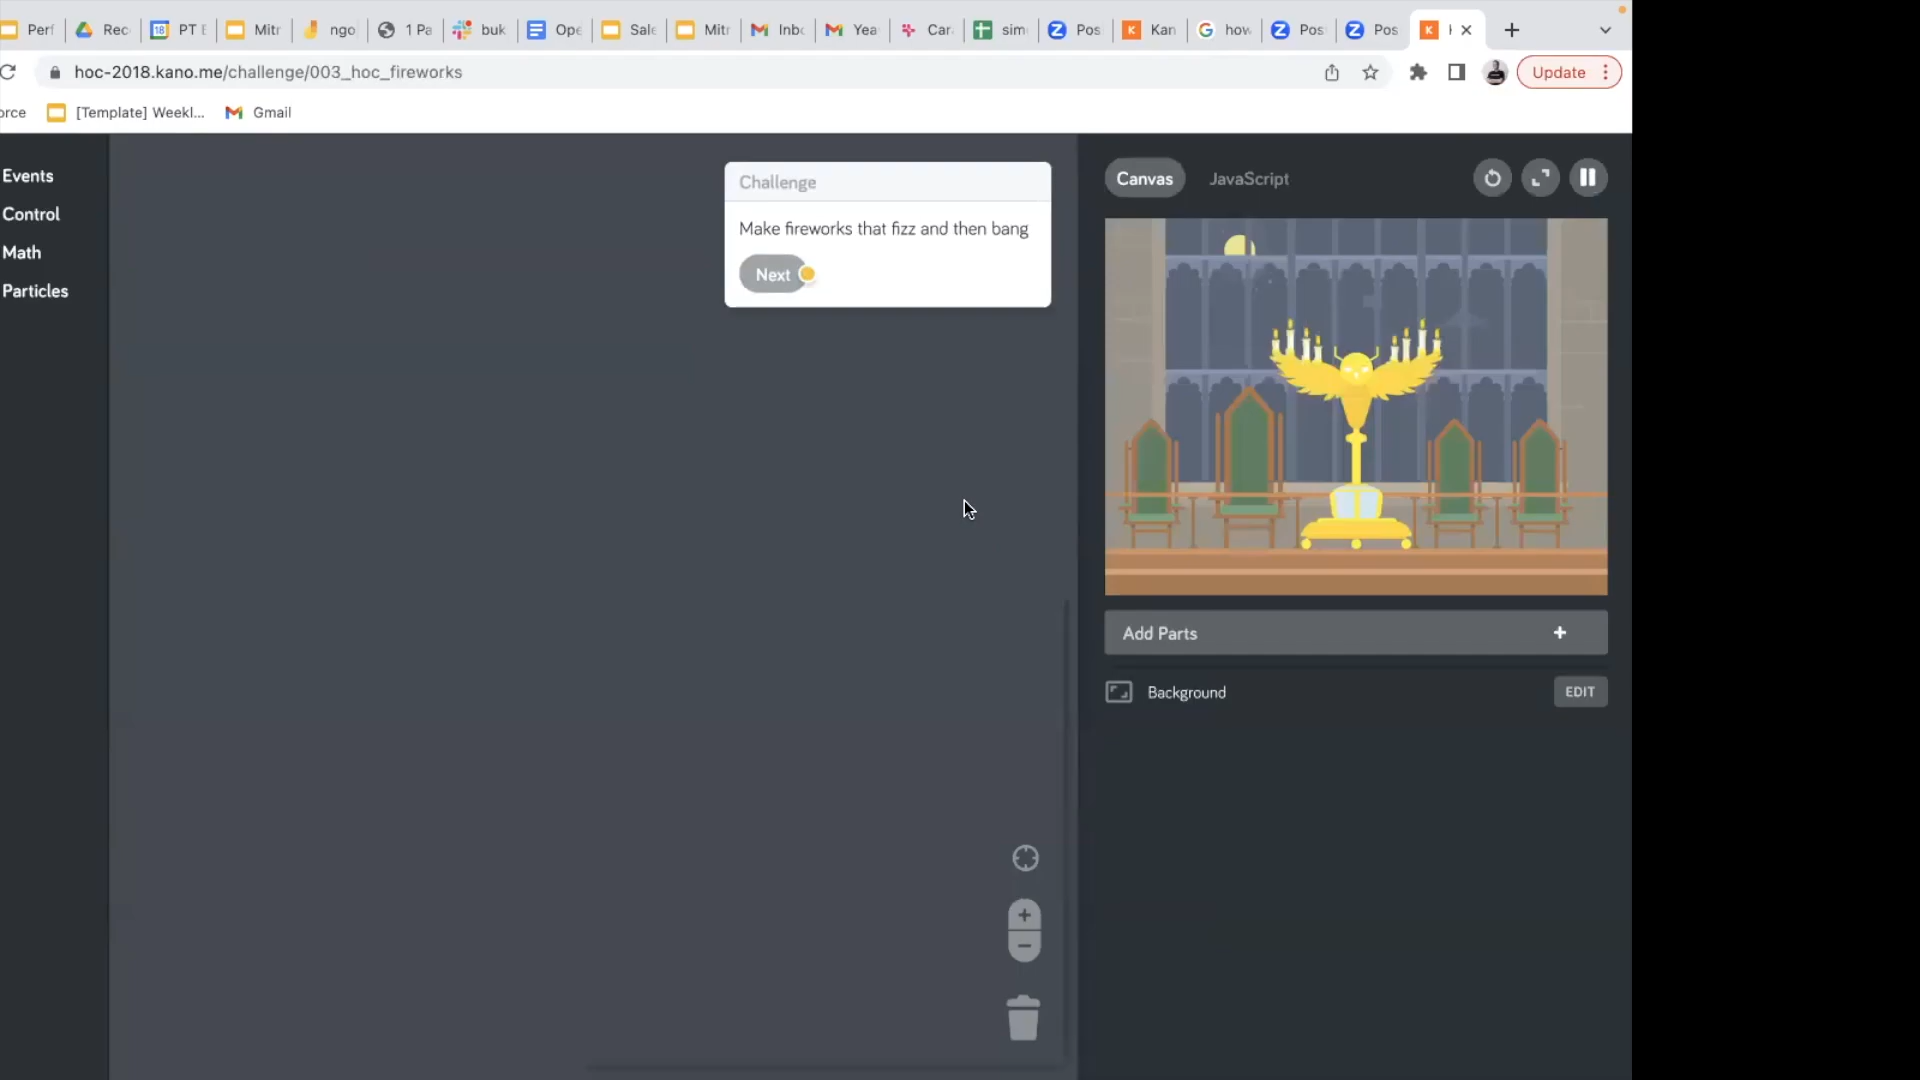 Perf Rec PT E Mitr ngo 1 Pa buk Ope Sale Mitr Inbo Yea Car sim Pos Kan how Pos Pos
hoc-2018.kano.me/challenge/003_hoc_fireworks Update
orce [Template] Weekl... Gmail
Events
Control
Math
Particles
Challenge
Make fireworks that fizz and then bang
Next
Canvas JavaScript
Add Parts +
Background EDIT